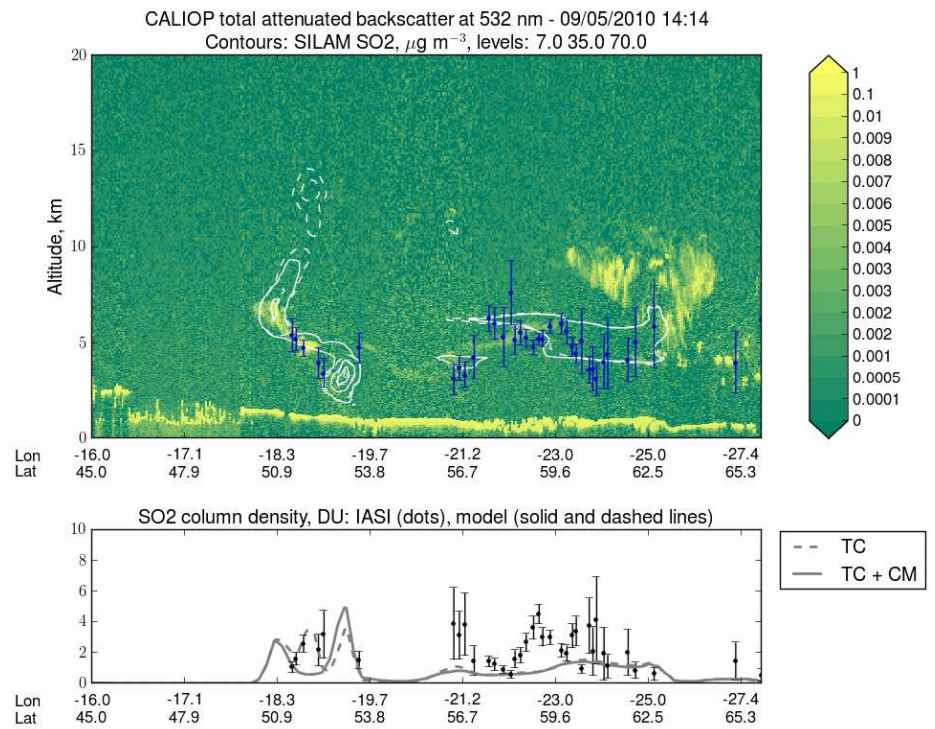 CALIOP total attenuated backscatter at 532 nm - 09/05/2010 14:14
Contours: SILAM SO2, μg m⁻³, levels: 7.0 35.0 70.0
20
15
10
5
0
Altitude, km
Lon -16.0 -17.1 -18.3 -19.7 -21.2 -23.0 -25.0 -27.4
Lat 45.0 47.9 50.9 53.8 56.7 59.6 62.5 65.3
1
0.1
0.01
0.009
0.008
0.007
0.006
0.005
0.004
0.003
0.002
0.001
0.0005
0.0001
0
SO2 column density, DU: IASI (dots), model (solid and dashed lines)
10
8
6
4
2
0
Lon -16.0 -17.1 -18.3 -19.7 -21.2 -23.0 -25.0 -27.4
Lat 45.0 47.9 50.9 53.8 56.7 59.6 62.5 65.3
TC
TC + CM